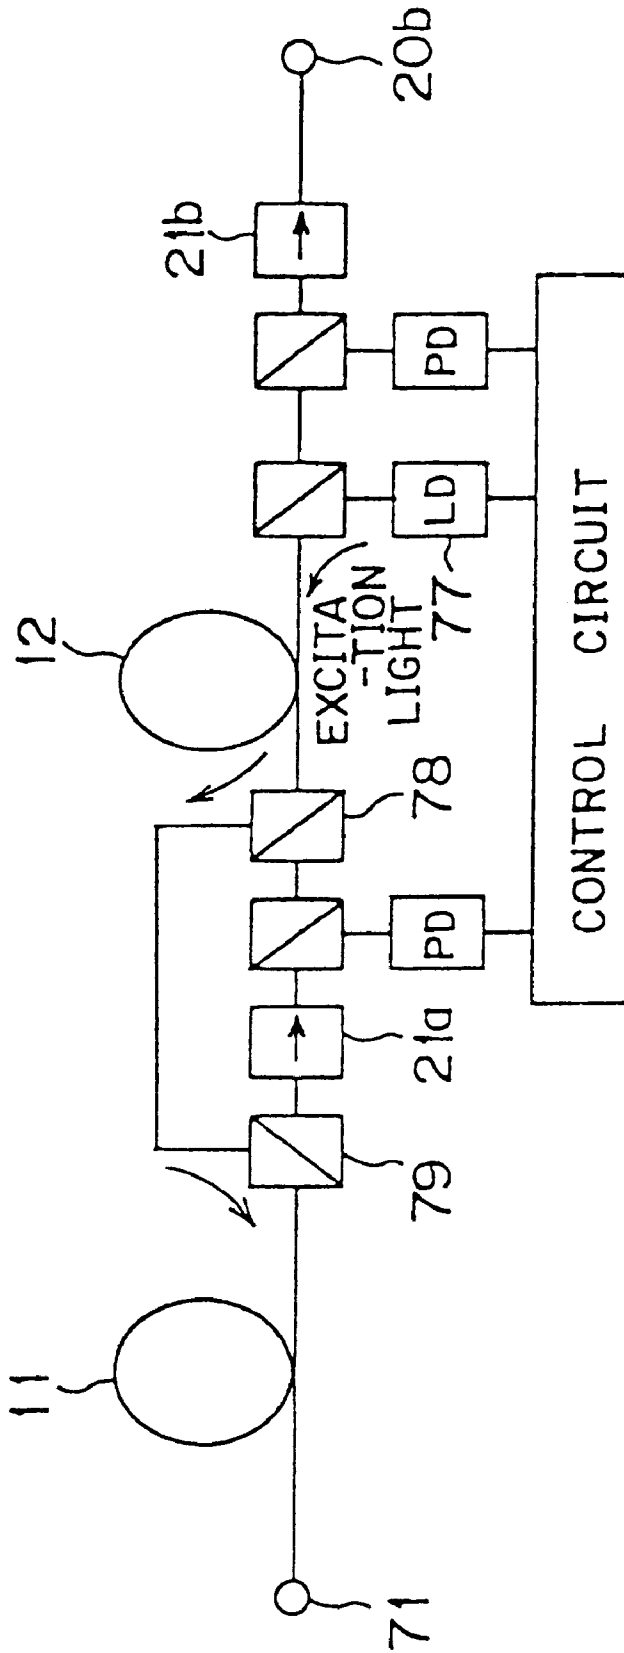 11
12
21b
20b
71
79
21a
78
EXCITA
-TION
LIGHT
77
PD
LD
PD
CONTROL CIRCUIT